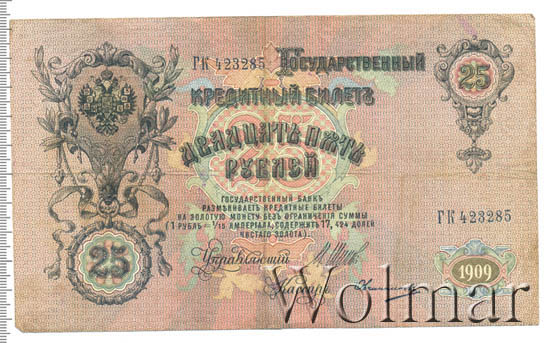 ГК 423285 Государственный
25
Кредитный Билетъ
Двадцать пять
рублей
25
Государственный банкъ
размѣниваетъ кредитные билеты
на золотую монету безъ ограниченія суммы
(1 рубль = 1/15 имперіала, содержитъ 17, 424 долей
чистаго золота).
ГК 423285
25
Управляющій
Кассиръ
1909
Wolmar